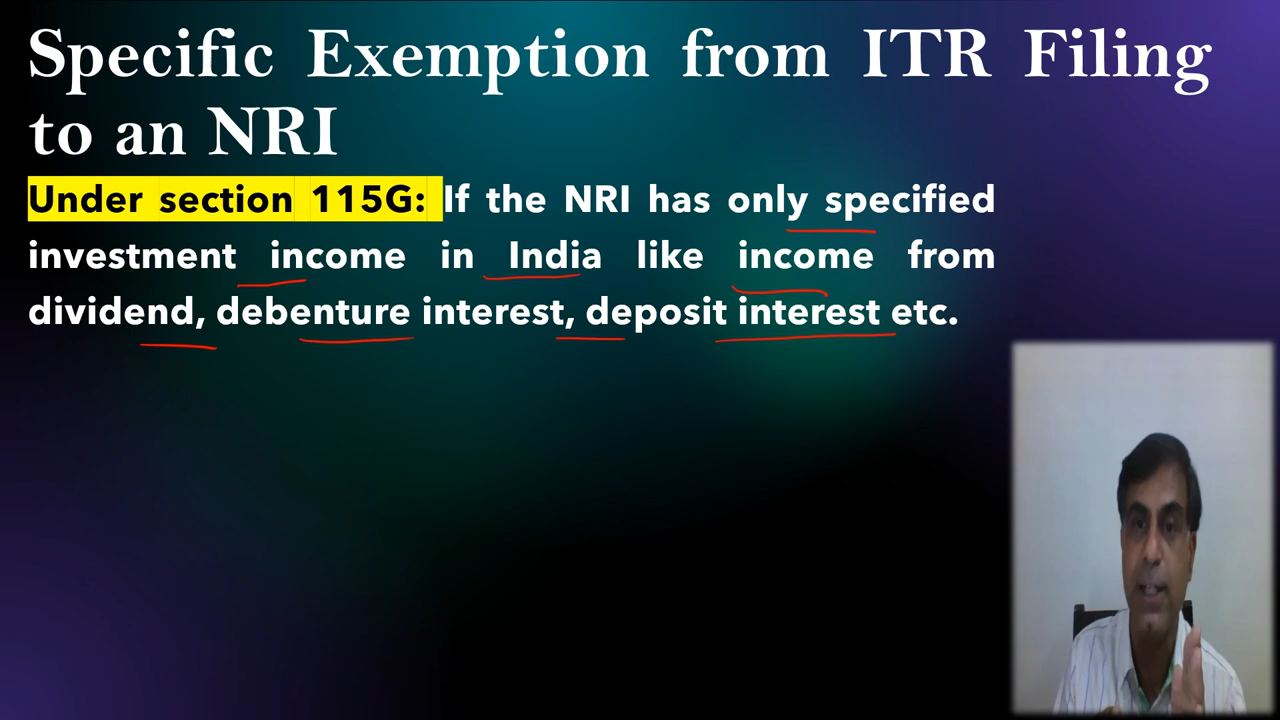 Specific Exemption from ITR Filing
to an NRI
Under section 115G: If the NRI has only specified
investment income in India like income from
dividend, debenture interest, deposit interest etc.